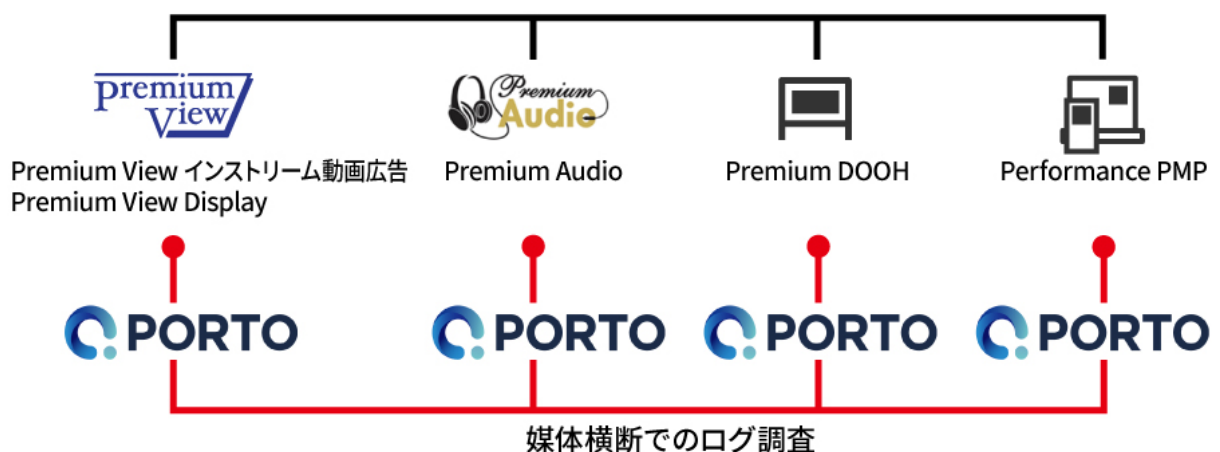 Premium View
Premium Audio
Premium View インストリーム動画広告
Premium View Display
Premium Audio
Premium DOOH
Performance PMP
PORTO
PORTO
PORTO
PORTO
媒体横断でのログ調査